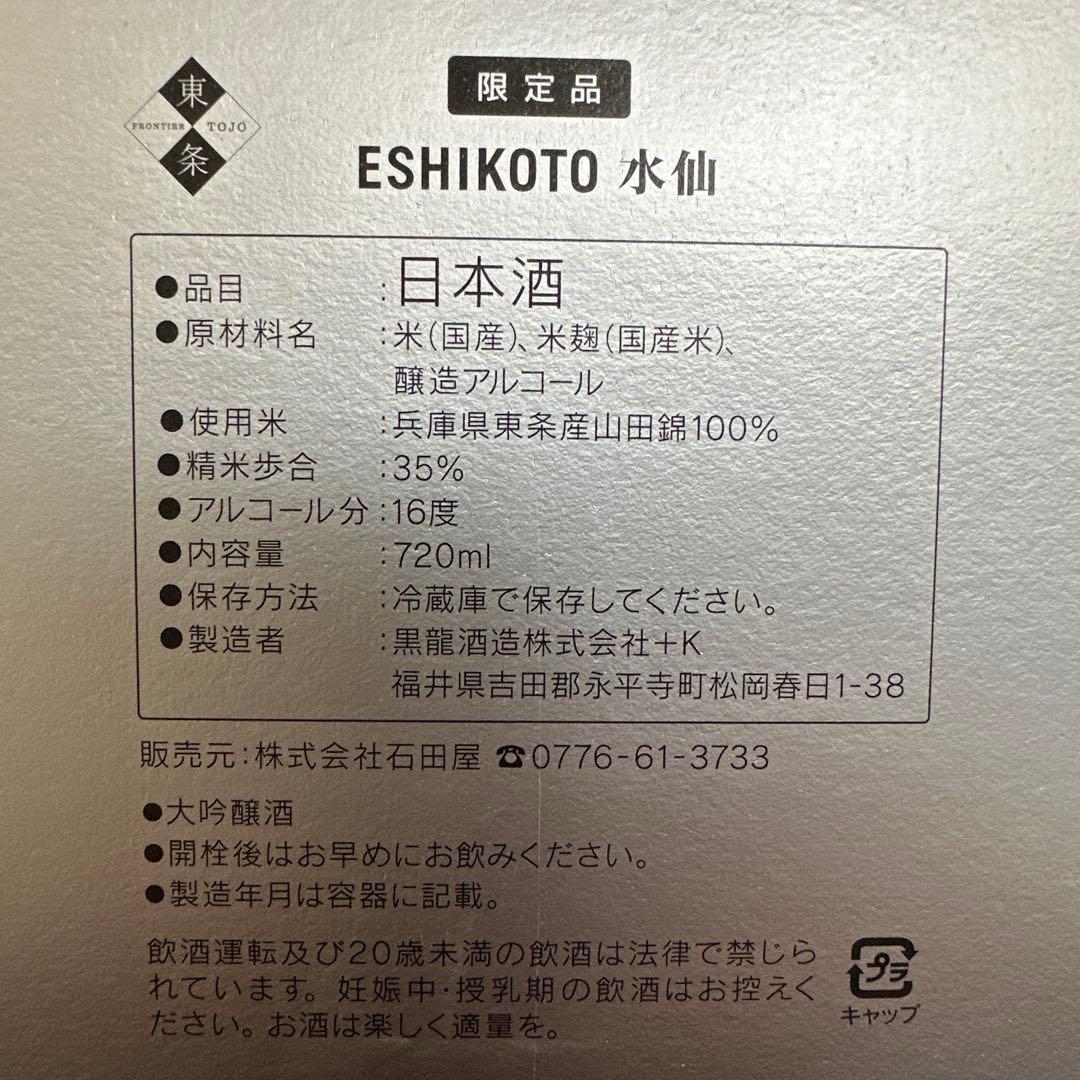 東
FRONTIER TOJO
条
限定品
ESHIKOTO 水仙
●品目 :日本酒
●原材料名 :米(国産)、米麹(国産米)、
醸造アルコール
●使用米 :兵庫県東条産山田錦100%
●精米歩合 :35%
●アルコール分:16度
●内容量 :720ml
●保存方法 :冷蔵庫で保存してください。
●製造者 :黒龍酒造株式会社+K
福井県吉田郡永平寺町松岡春日1-38
販売元:株式会社石田屋 ☎0776-61-3733
●大吟醸酒
●開栓後はお早めにお飲みください。
●製造年月は容器に記載。
飲酒運転及び20歳未満の飲酒は法律で禁じら
れています。妊娠中・授乳期の飲酒はお控えく
ださい。お酒は楽しく適量を。
プラ
キャップ